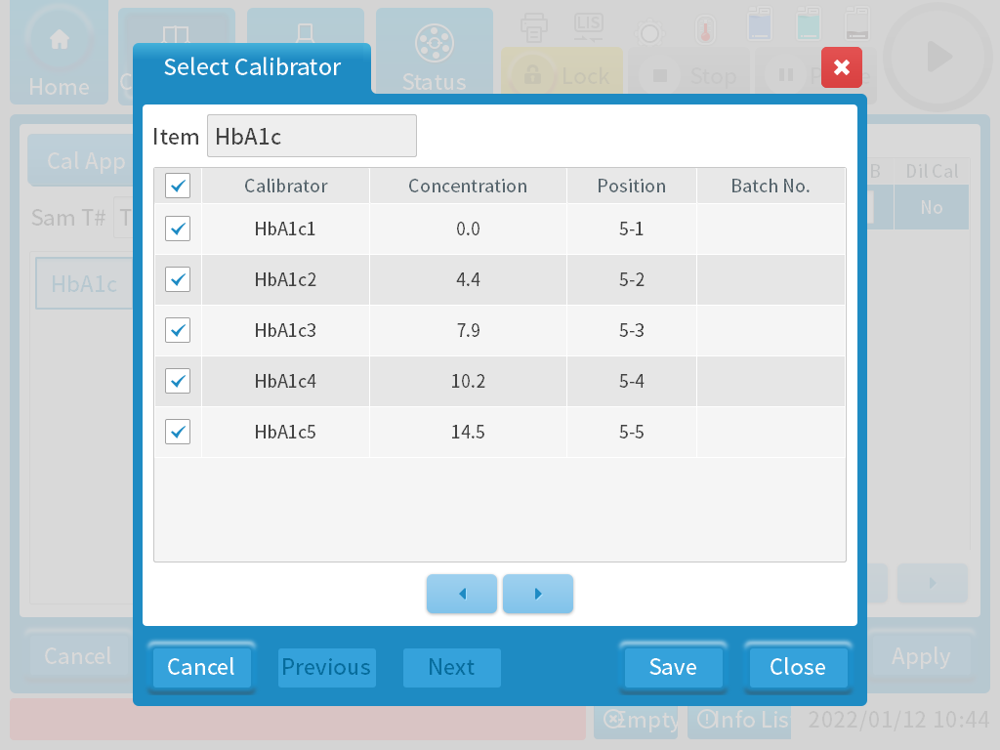 LIS
Home
Status
Lock
Stop
Select Calibrator
Cal App
Item HbA1c
B Dil Cal
Calibrator Concentration Position Batch No.
No
Sam T#
HbA1c1 0.0 5-1
HbA1c2 4.4 5-2
HbA1c
HbA1c3 7.9 5-3
HbA1c4 10.2 5-4
HbA1c5 14.5 5-5
Cancel
Cancel Previous Next Save Close
Apply
Empty Info Lis 2022/01/12 10:44